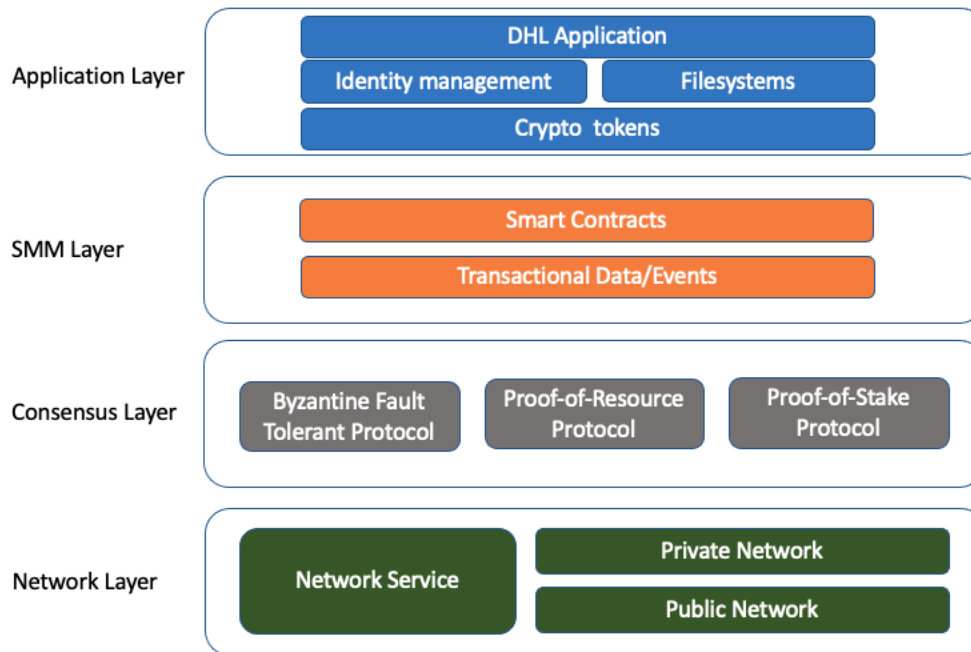 Application Layer
DHL Application
Identity management
Filesystems
Crypto tokens
SMM Layer
Smart Contracts
Transactional Data/Events
Consensus Layer
Byzantine Fault
Tolerant Protocol
Proof-of-Resource
Protocol
Proof-of-Stake
Protocol
Network Layer
Network Service
Private Network
Public Network